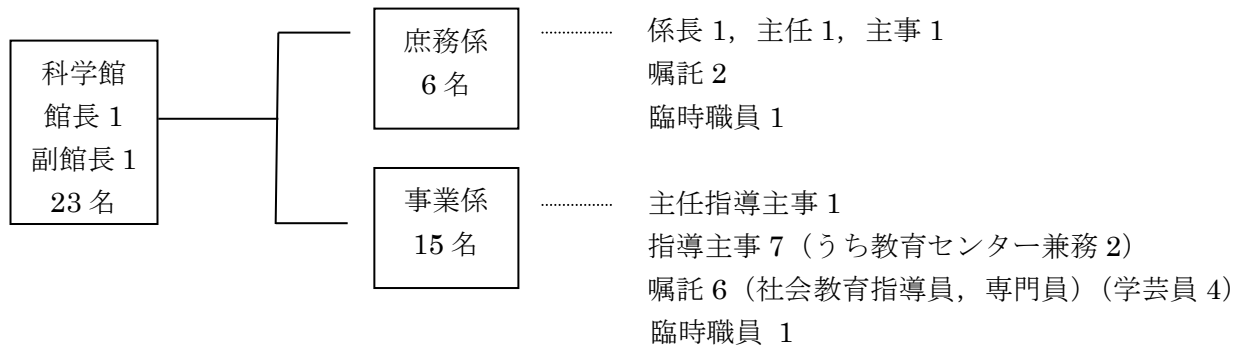 科学館
館長 1
副館長 1
23 名
庶務係
6 名
係長 1，主任 1，主事 1
嘱託 2
臨時職員 1
事業係
15 名
主任指導主事 1
指導主事 7（うち教育センター兼務 2）
嘱託 6（社会教育指導員，専門員）（学芸員 4）
臨時職員 1